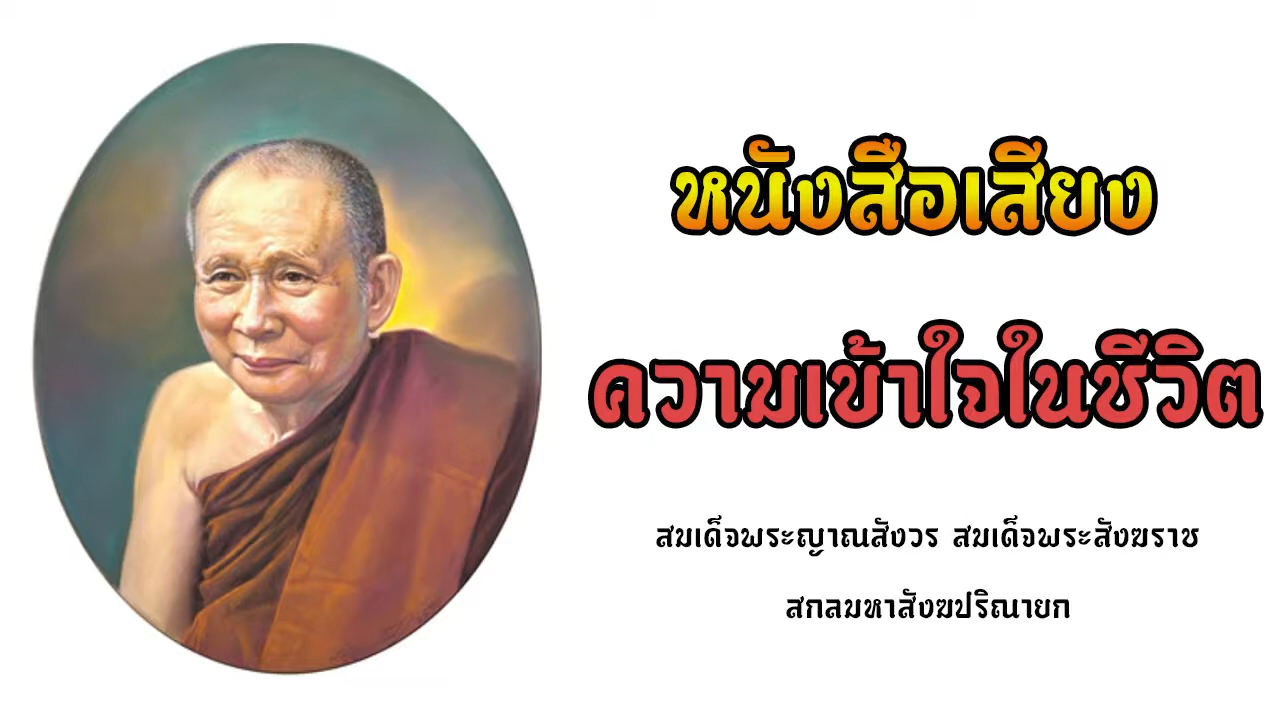 หนังสือเสียง
ความเข้าใจในชีวิต
สมเด็จพระญาณสังวร สมเด็จพระสังฆราช
สกลมหาสังฆปริณายก